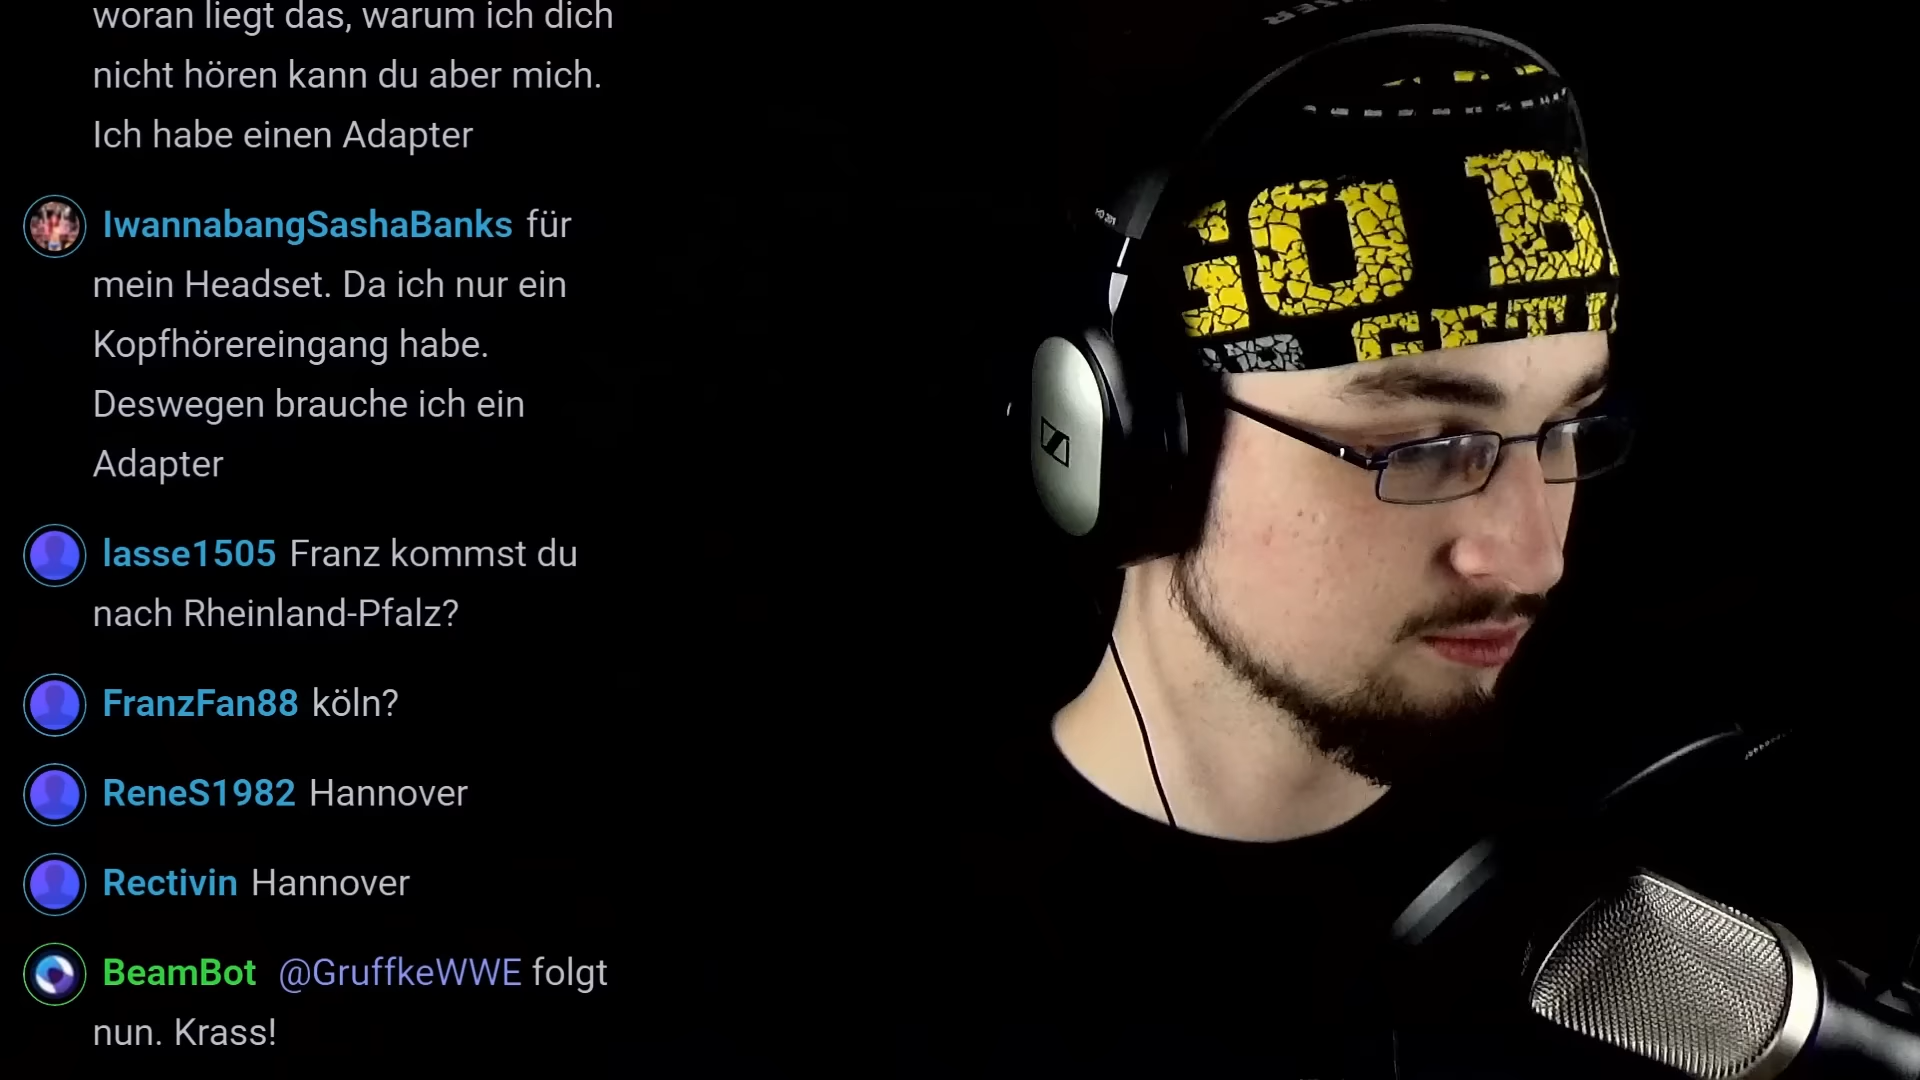 woran liegt das, warum ich dich
nicht hören kann du aber mich.
Ich habe einen Adapter
IwannabangSashaBanks für
mein Headset. Da ich nur ein
Kopfhörereingang habe.
Deswegen brauche ich ein
Adapter
lasse1505 Franz kommst du
nach Rheinland-Pfalz?
FranzFan88 köln?
ReneS1982 Hannover
Rectivin Hannover
BeamBot @GruffkeWWE folgt
nun. Krass!
GO B